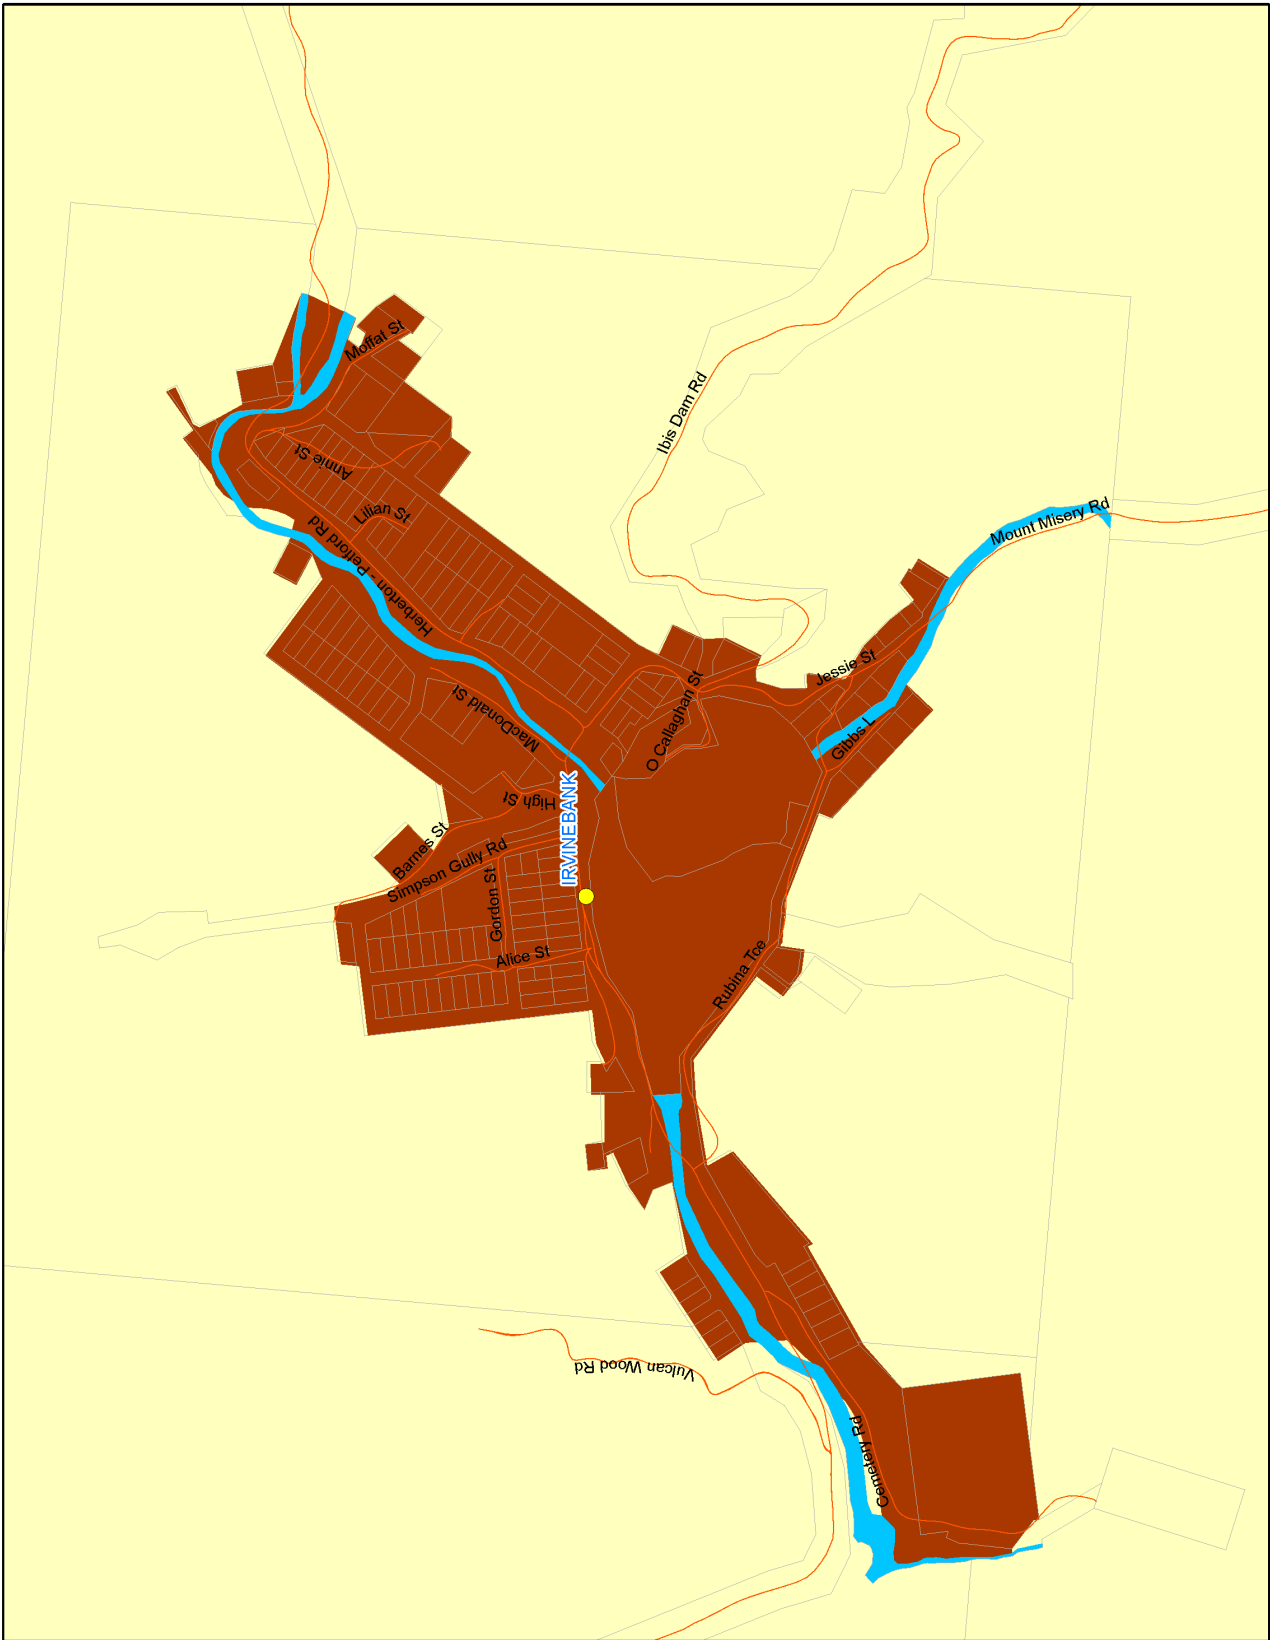 Moffat St
Ibis Dam Rd
Annie St
Lilian St
Mount Misery Rd
Herberton - Petford Rd
Jessie St
MacDonald St
O Callaghan St
Gibbs L
High St
IRVINEBANK
Barnes St
Simpson Gully Rd
Gordon St
Alice St
Rubina Tce
Vulcan Wood Rd
Cemetery Rd